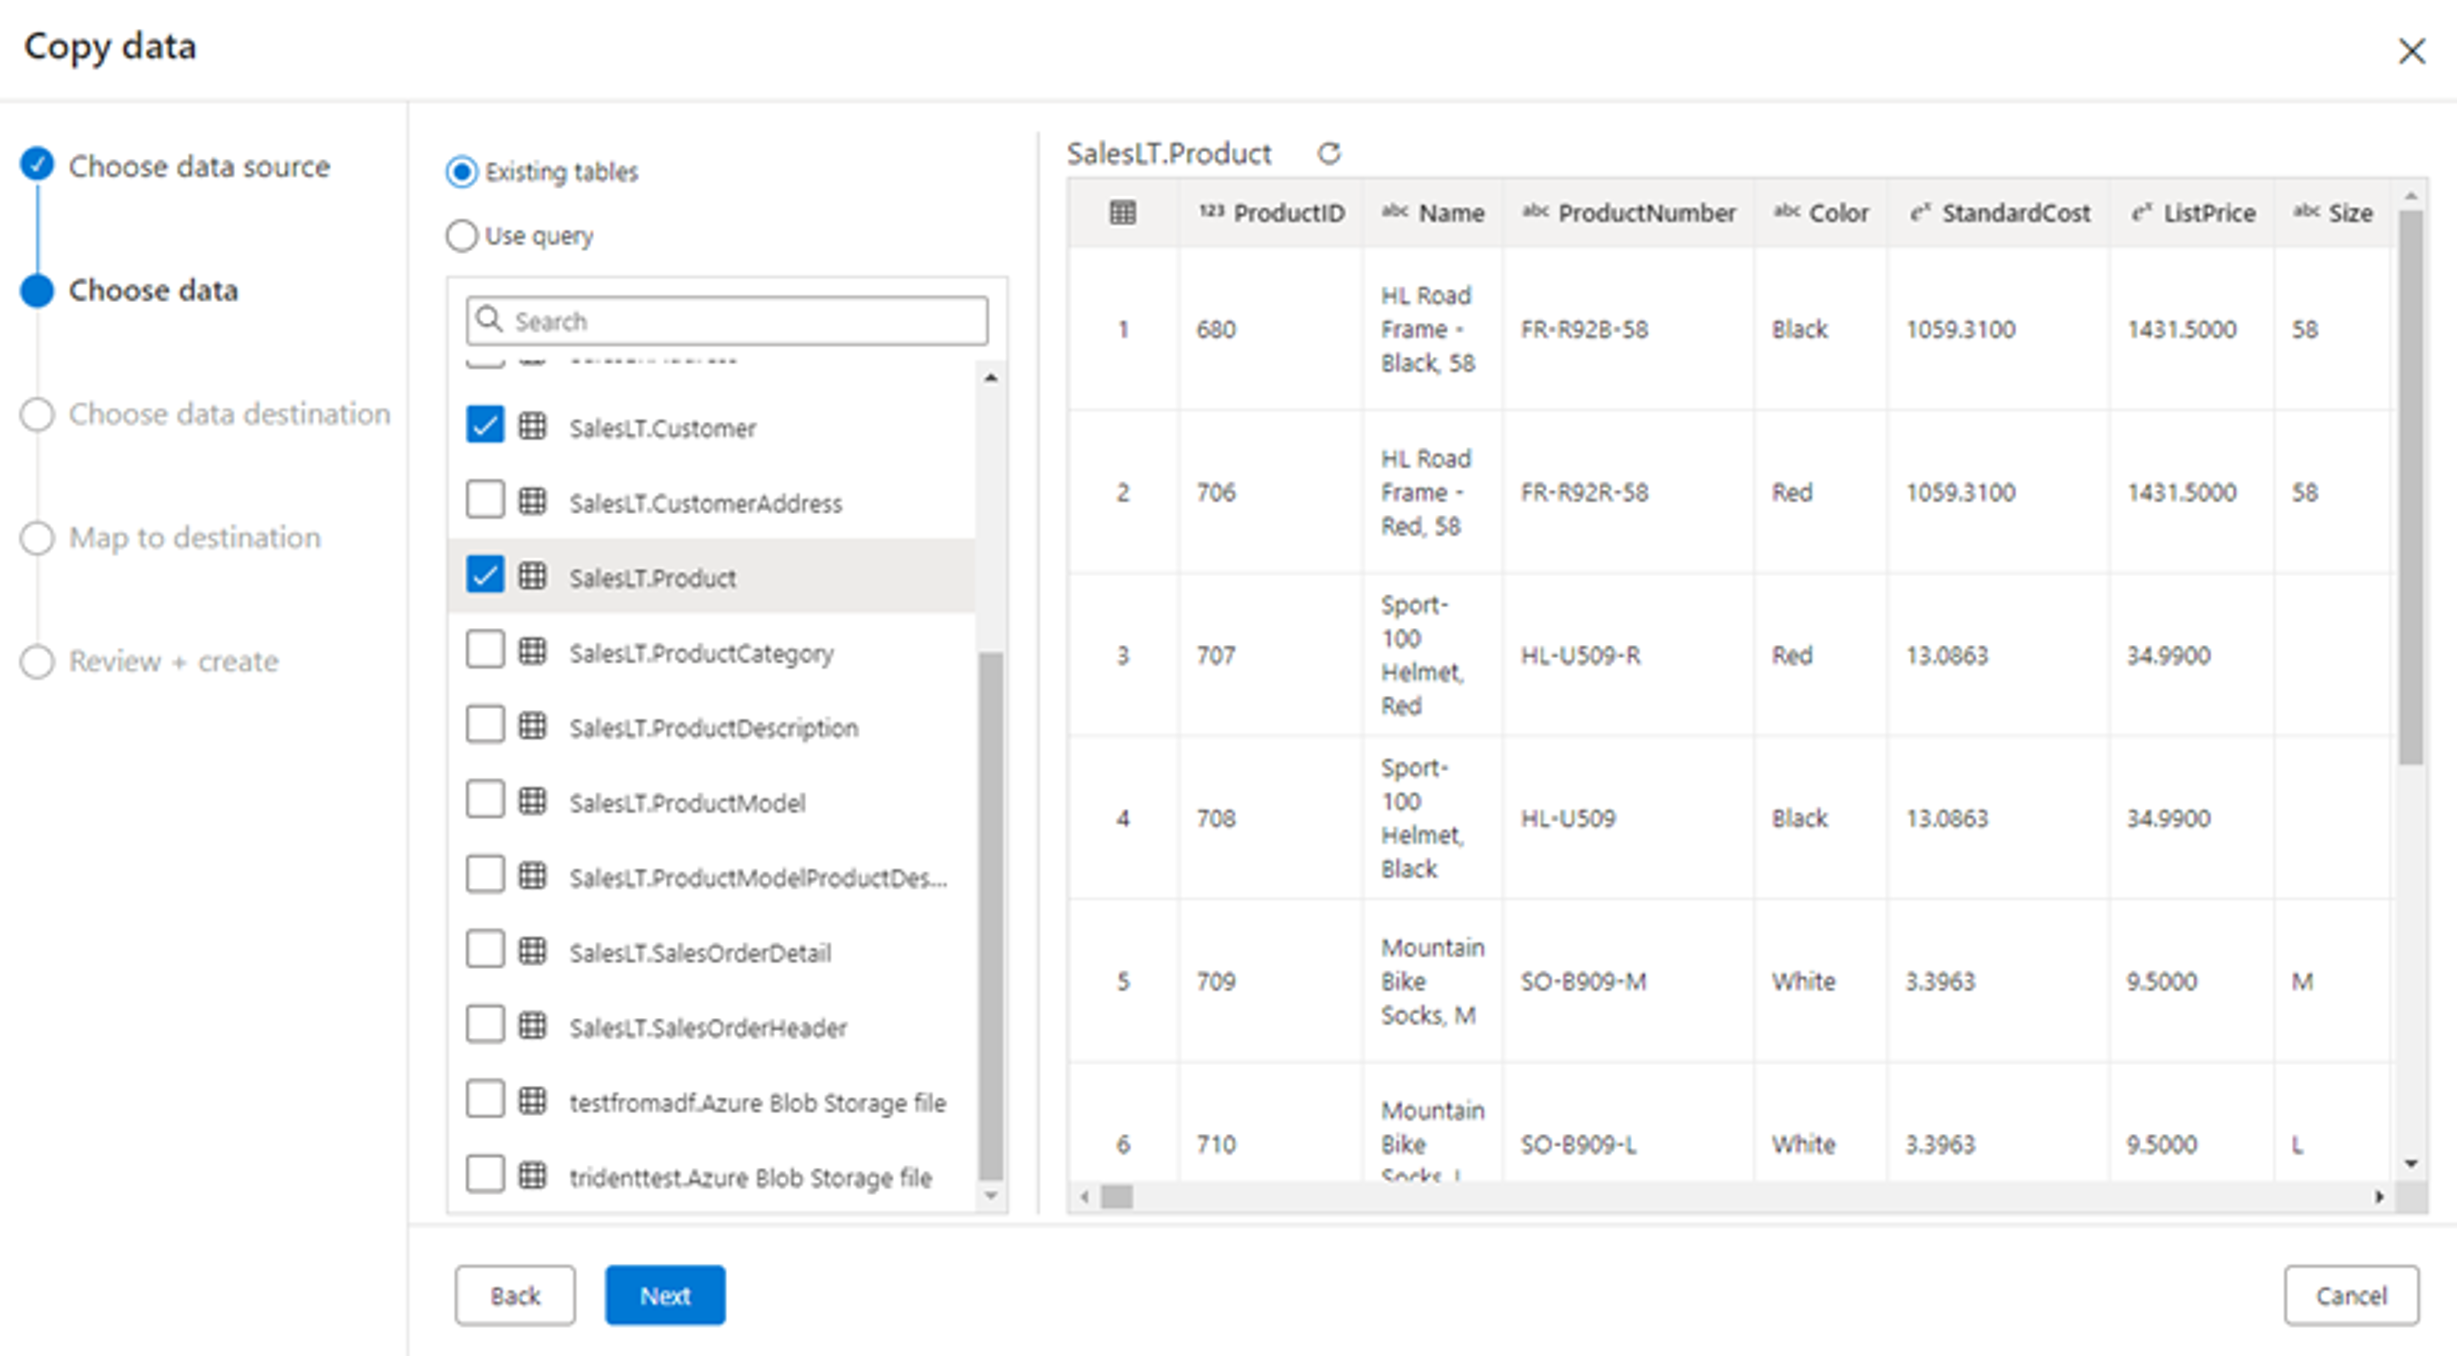 Copy data
Choose data source
Choose data
Choose data destination
Map to destination
Review + create
Existing tables
Use query
Search
SalesLT.Customer
SalesLT.CustomerAddress
SalesLT.Product
SalesLT.ProductCategory
SalesLT.ProductDescription
SalesLT.ProductModel
SalesLT.ProductModelProductDes...
SalesLT.SalesOrderDetail
SalesLT.SalesOrderHeader
testfromadf.Azure Blob Storage file
tridenttest.Azure Blob Storage file
SalesLT.Product
123 ProductID abc Name abc ProductNumber abc Color eˣ StandardCost eˣ ListPrice abc Size
1 680 HL Road Frame - Black, 58 FR-R92B-58 Black 1059.3100 1431.5000 58
2 706 HL Road Frame - Red, 58 FR-R92R-58 Red 1059.3100 1431.5000 58
3 707 Sport-100 Helmet, Red HL-U509-R Red 13.0863 34.9900
4 708 Sport-100 Helmet, Black HL-U509 Black 13.0863 34.9900
5 709 Mountain Bike Socks, M SO-B909-M White 3.3963 9.5000 M
6 710 Mountain Bike Socks, L SO-B909-L White 3.3963 9.5000 L
Back
Next
Cancel